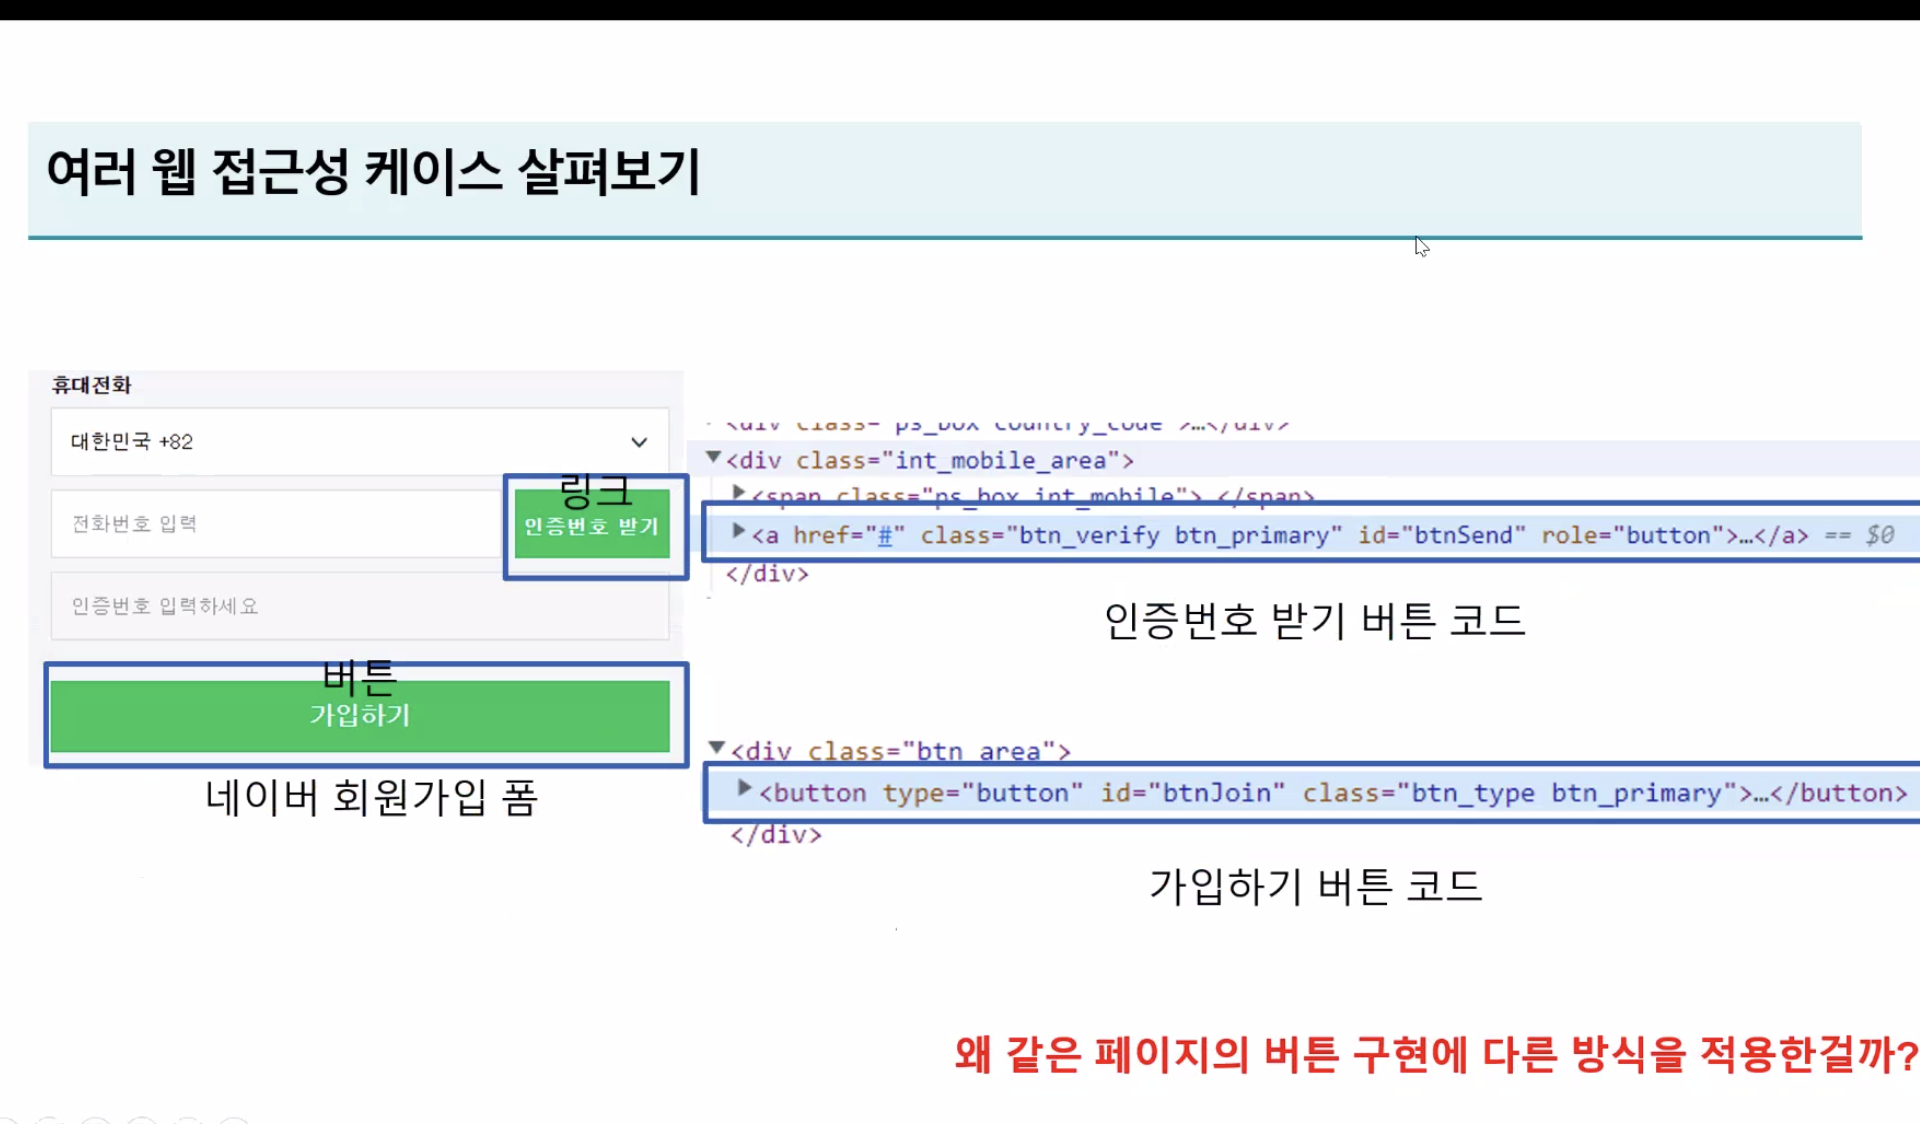 여러 웹 접근성 케이스 살펴보기
휴대전화
대한민국 +82
전화번호 입력
링크
인증번호 받기
인증번호 입력하세요
버튼
가입하기
네이버 회원가입 폼
<div class="ps_box country_code">…</div>
<div class="int_mobile_area">
<span class="ps_box int_mobile"> </span>
<a href="#" class="btn_verify btn_primary" id="btnSend" role="button">…</a> == $0
</div>
인증번호 받기 버튼 코드
<div class="btn_area">
<button type="button" id="btnJoin" class="btn_type btn_primary">…</button>
</div>
가입하기 버튼 코드
왜 같은 페이지의 버튼 구현에 다른 방식을 적용한걸까?